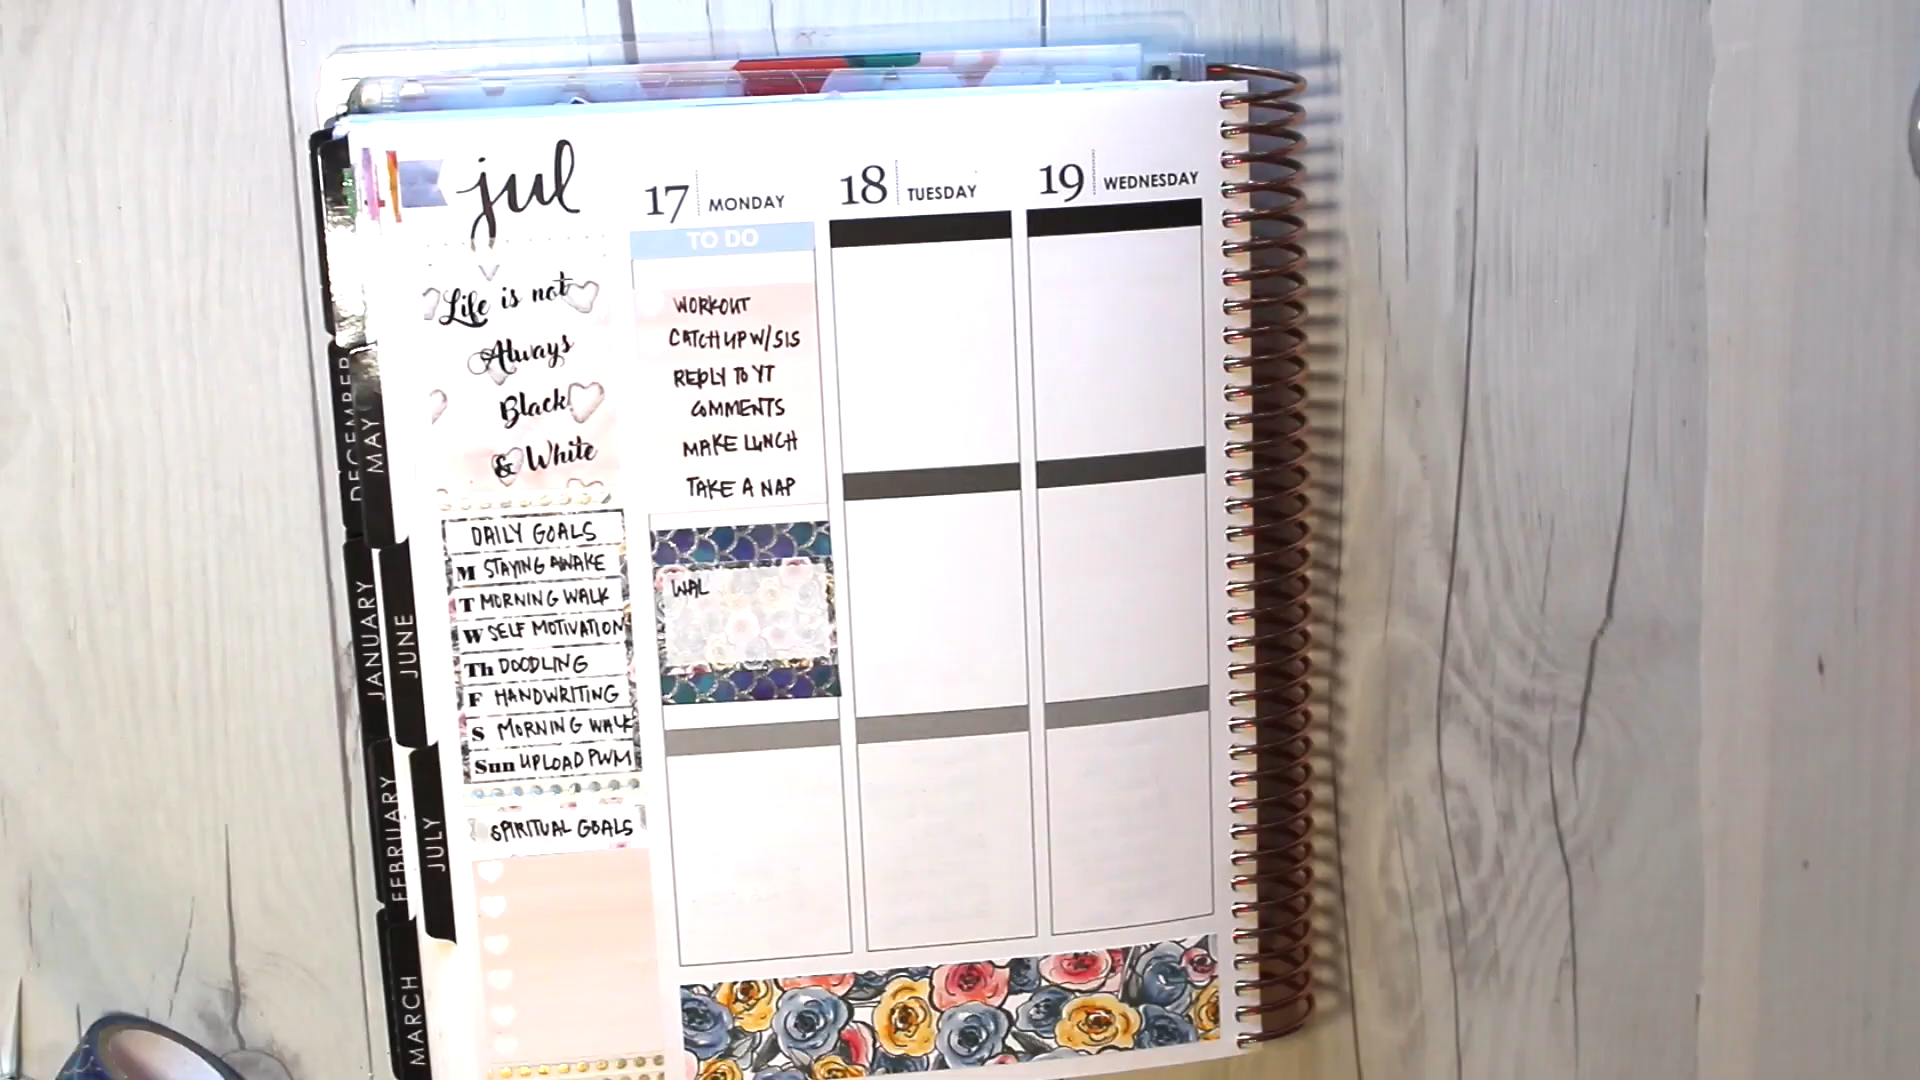 jul
17 MONDAY
18 TUESDAY
19 WEDNESDAY
Life is not
Always
Black
& White
DAILY GOALS
M STAYING AWAKE
T MORNING WALK
W SELF MOTIVATION
Th DOODLING
F HANDWRITING
S MORNING WALK
Sun UPLOAD PWM
SPIRITUAL GOALS
TO DO
WORKOUT
CATCH UP W/ SIS
REPLY TO YT
COMMENTS
MAKE LUNCH
TAKE A NAP
WAL
DECEMBER
MAY
JANUARY
JUNE
FEBRUARY
JULY
MARCH